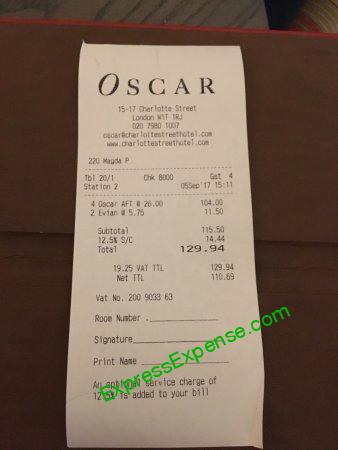 OSCAR
15-17 Charlotte Street
London W1T 1RJ
020 7980 1007
oscar@charlottestreethotel.com
www.charlottestreethotel.com
220 Magda P
Tbl 20/1 Chk 8000 Gst 4
Station 2 05Sep'17 15:11
4 Oscar AFT @ 26.00 104.00
2 Evian @ 5.75 11.50
Subtotal 115.50
12.5% S/C 14.44
Total 129.94
19.25 VAT TTL 129.94
Net TTL 110.69
Vat No. 200 9033 63
Room Number .
Signature
Print Name
An optional service charge of
12.5% is added to your bill
ExpressExpense.com